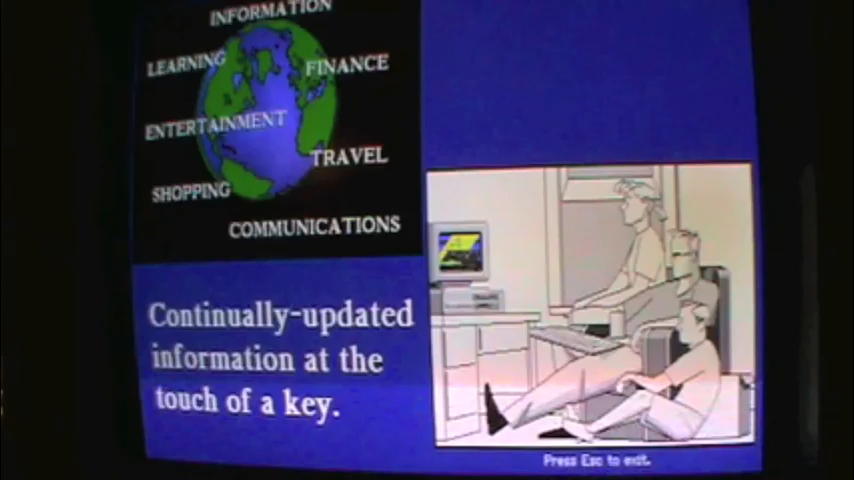 INFORMATION
LEARNING
FINANCE
ENTERTAINMENT
TRAVEL
SHOPPING
COMMUNICATIONS
Continually-updated
information at the
touch of a key.
Press Esc to exit.